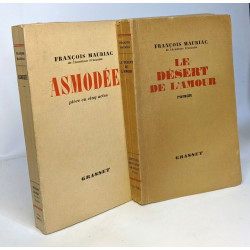 FRANÇOIS MAURIAC
de l'Académie Française
ASMODÉE
pièce en cinq actes
GRASSET
FRANÇOIS MAURIAC
de l'Académie Française
LE DÉSERT
DE L'AMOUR
roman
GRASSET